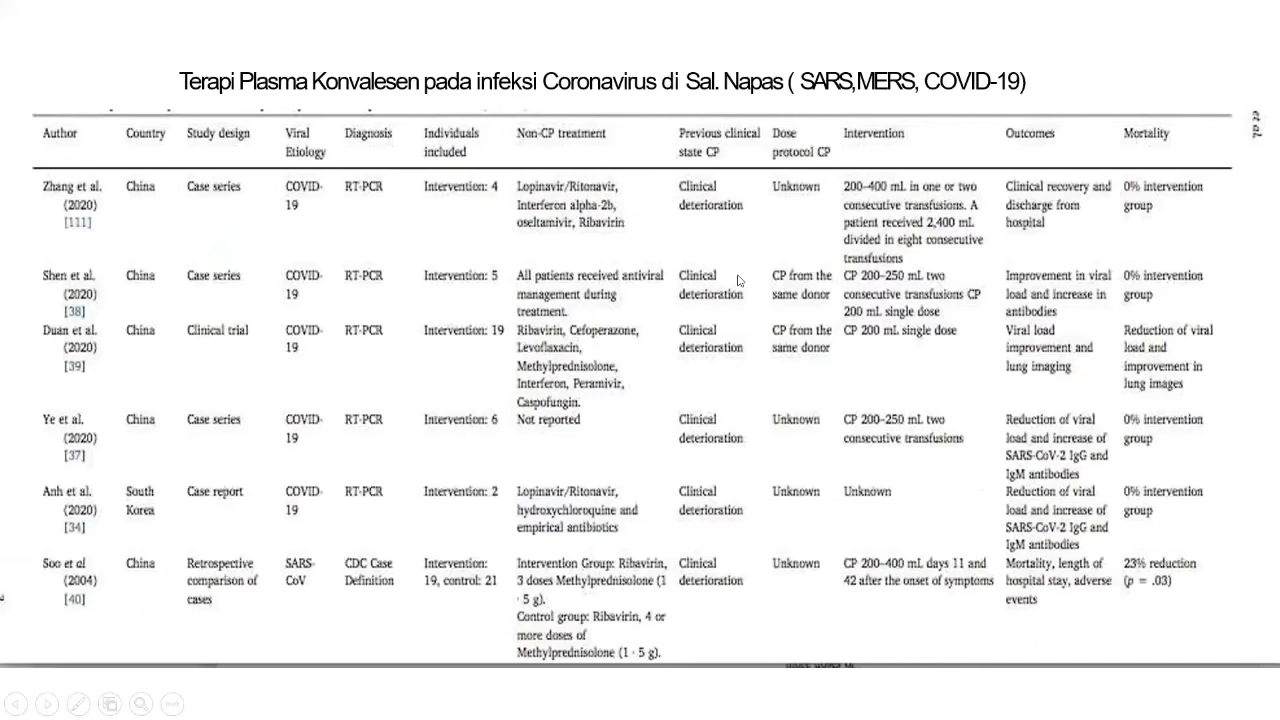 Terapi Plasma Konvalesen pada infeksi Coronavirus di Sal. Napas ( SARS,MERS, COVID-19)
et al.
Author Country Study design Viral Etiology Diagnosis Individuals included Non-CP treatment Previous clinical state CP Dose protocol CP Intervention Outcomes Mortality
Zhang et al. (2020) [111] China Case series COVID-19 RT-PCR Intervention: 4 Lopinavir/Ritonavir, Interferon alpha-2b, oseltamivir, Ribavirin Clinical deterioration Unknown 200–400 mL in one or two consecutive transfusions. A patient received 2,400 mL divided in eight consecutive transfusions Clinical recovery and discharge from hospital 0% intervention group
Shen et al. (2020) [38] China Case series COVID-19 RT-PCR Intervention: 5 All patients received antiviral management during treatment. Clinical deterioration CP from the same donor CP 200–250 mL two consecutive transfusions CP 200 mL single dose Improvement in viral load and increase in antibodies 0% intervention group
Duan et al. (2020) [39] China Clinical trial COVID-19 RT-PCR Intervention: 19 Ribavirin, Cefoperazone, Levoflaxacin, Methylprednisolone, Interferon, Peramivir, Caspofungin. Clinical deterioration CP from the same donor CP 200 mL single dose Viral load improvement and lung imaging Reduction of viral load and improvement in lung images
Ye et al. (2020) [37] China Case series COVID-19 RT-PCR Intervention: 6 Not reported Clinical deterioration Unknown CP 200–250 mL two consecutive transfusions Reduction of viral load and increase of SARS-CoV-2 IgG and IgM antibodies 0% intervention group
Anh et al. (2020) [34] South Korea Case report COVID-19 RT-PCR Intervention: 2 Lopinavir/Ritonavir, hydroxychloroquine and empirical antibiotics Clinical deterioration Unknown Unknown Reduction of viral load and increase of SARS-CoV-2 IgG and IgM antibodies 0% intervention group
Soo et al (2004) [40] China Retrospective comparison of cases SARS-CoV CDC Case Definition Intervention: 19, control: 21 Intervention Group: Ribavirin, 3 doses Methylprednisolone (1 · 5 g). Control group: Ribavirin, 4 or more doses of Methylprednisolone (1 · 5 g). Clinical deterioration Unknown CP 200–400 mL days 11 and 42 after the onset of symptoms Mortality, length of hospital stay, adverse events 23% reduction (p = .03)